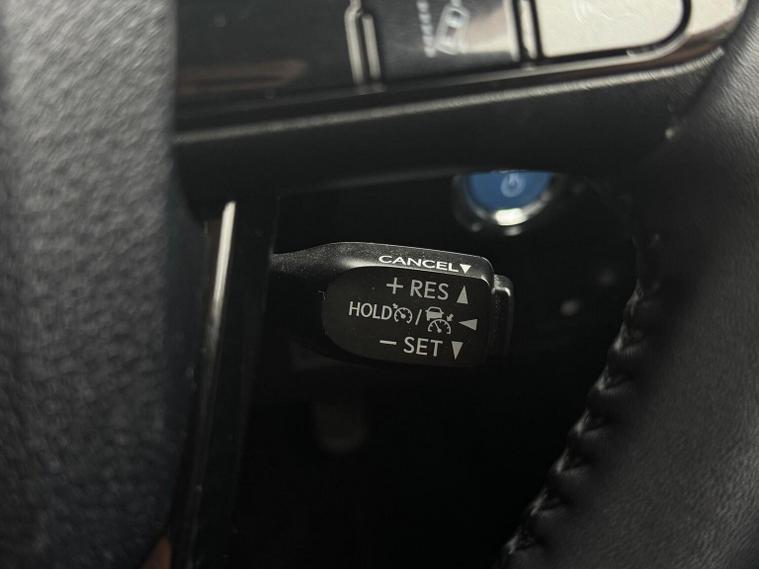 CANCEL▼
+ RES ▲
HOLD / ◀
− SET ▼